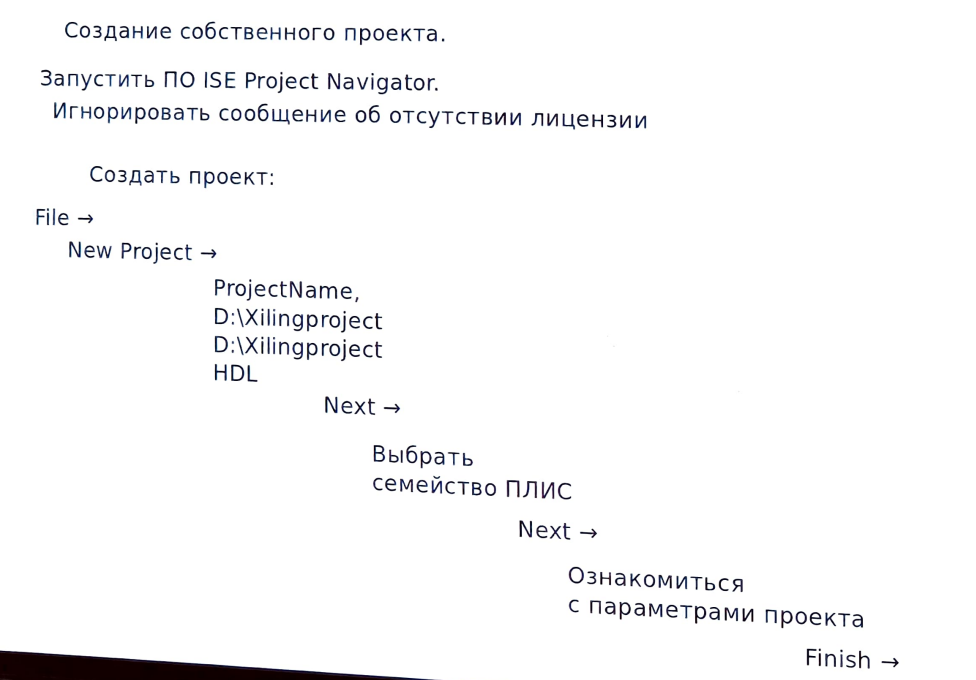 Создание собственного проекта.
Запустить ПО ISE Project Navigator.
Игнорировать сообщение об отсутствии лицензии
Создать проект:
File →
New Project →
ProjectName,
D:\Xilingproject
D:\Xilingproject
HDL
Next →
Выбрать
семейство ПЛИС
Next →
Ознакомиться
с параметрами проекта
Finish →